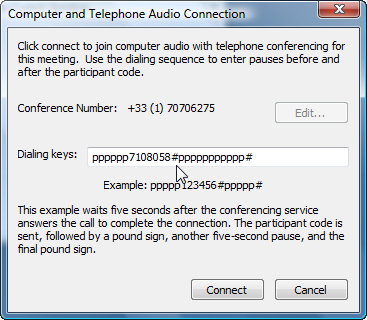 Computer and Telephone Audio Connection
Click connect to join computer audio with telephone conferencing for
this meeting. Use the dialing sequence to enter pauses before and
after the participant code.
Conference Number: +33 (1) 70706275
Edit...
Dialing keys: pppppp7108058#ppppppppppp#
Example: ppppp123456#ppppp#
This example waits five seconds after the conferencing service
answers the call to complete the connection. The participant code is
sent, followed by a pound sign, another five-second pause, and the
final pound sign.
Connect
Cancel